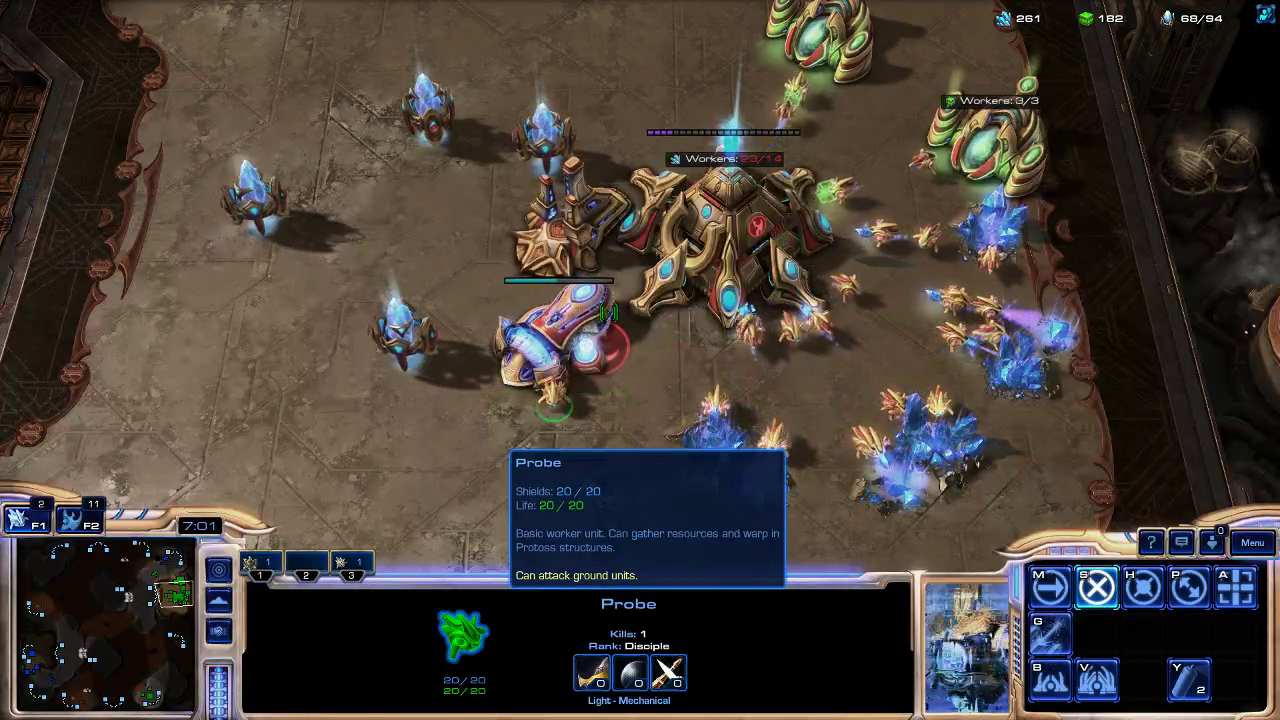 261 182 68/94
Workers: 3/3
Workers: 23/14
Probe
Shields: 20 / 20
Life: 20 / 20
Basic worker unit. Can gather resources and warp in
Protoss structures.
Can attack ground units.
2 11
F1 F2
7:01
0
? Menu
1 1
1 2 3
M S H P A
G
B V Y
2
Probe
Kills: 1
Rank: Disciple
20/20
20/20
0 0 0
Light - Mechanical